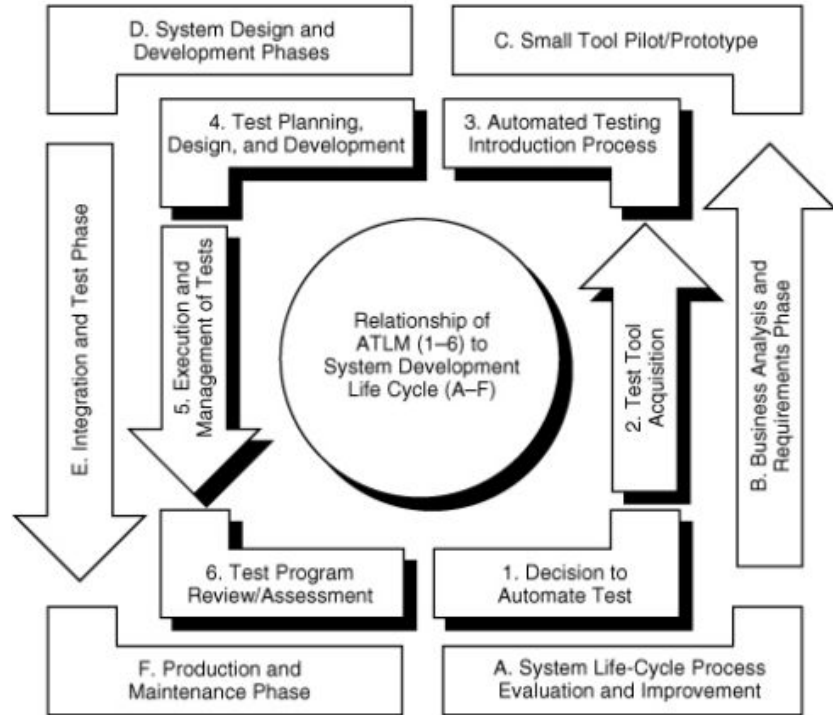 D. System Design and
Development Phases
C. Small Tool Pilot/Prototype
4. Test Planning,
Design, and Development
3. Automated Testing
Introduction Process
E. Integration and Test Phase
5. Execution and
Management of Tests
Relationship of
ATLM (1–6) to
System Development
Life Cycle (A–F)
2. Test Tool
Acquisition
B. Business Analysis and
Requirements Phase
6. Test Program
Review/Assessment
1. Decision to
Automate Test
F. Production and
Maintenance Phase
A. System Life-Cycle Process
Evaluation and Improvement